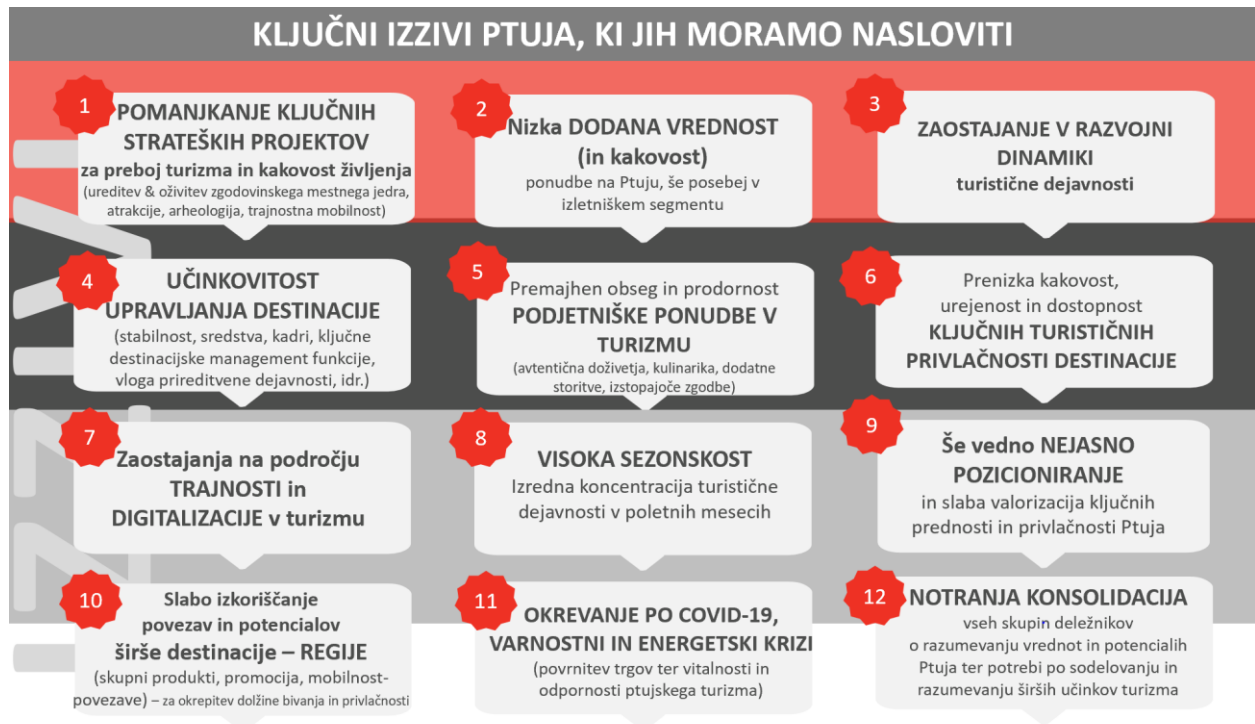 KLJUČNI IZZIVI PTUJA, KI JIH MORAMO NASLOVITI
1
POMANJKANJE KLJUČNIH
STRATEŠKIH PROJEKTOV
za preboj turizma in kakovost življenja
(ureditev & oživitev zgodovinskega mestnega jedra,
atrakcije, arheologija, trajnostna mobilnost)
2
Nizka DODANA VREDNOST
(in kakovost)
ponudbe na Ptuju, še posebej v
izletniškem segmentu
3
ZAOSTAJANJE V RAZVOJNI
DINAMIKI
turistične dejavnosti
4
UČINKOVITOST
UPRAVLJANJA DESTINACIJE
(stabilnost, sredstva, kadri, ključne
destinacijske management funkcije,
vloga prireditvene dejavnosti, idr.)
5
Premajhen obseg in prodornost
PODJETNIŠKE PONUDBE V
TURIZMU
(avtentična doživetja, kulinarika, dodatne
storitve, izstopajoče zgodbe)
6
Prenizka kakovost,
urejenost in dostopnost
KLJUČNIH TURISTIČNIH
PRIVLAČNOSTI DESTINACIJE
7
Zaostajanja na področju
TRAJNOSTI in
DIGITALIZACIJE v turizmu
8
VISOKA SEZONSKOST
Izredna koncentracija turistične
dejavnosti v poletnih mesecih
9
Še vedno NEJASNO
POZICIONIRANJE
in slaba valorizacija ključnih
prednosti in privlačnosti Ptuja
10
Slabo izkoriščanje
povezav in potencialov
širše destinacije – REGIJE
(skupni produkti, promocija, mobilnost-
povezave) – za okrepitev dolžine bivanja in privlačnosti
11
OKREVANJE PO COVID-19,
VARNOSTNI IN ENERGETSKI KRIZI
(povrnitev trgov ter vitalnosti in
odpornosti ptujskega turizma)
12
NOTRANJA KONSOLIDACIJA
vseh skupin deležnikov
o razumevanju vrednot in potencialih
Ptuja ter potrebi po sodelovanju in
razumevanju širših učinkov turizma